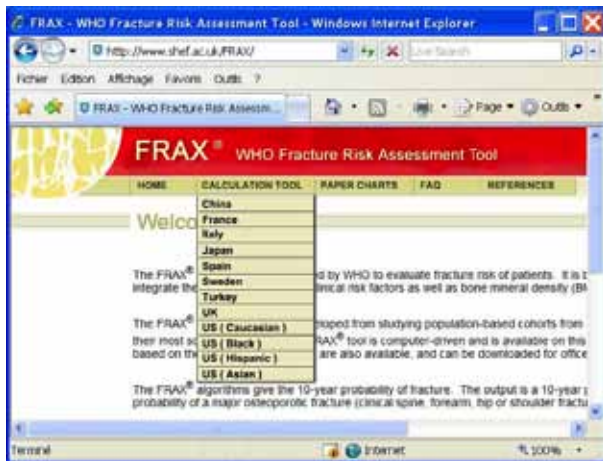 FRAX - WHO Fracture Risk Assessment Tool - Windows Internet Explorer
http://www.shef.ac.uk/FRAX/ Live Search
Fichier Edition Affichage Favoris Outils ?
FRAX - WHO Fracture Risk Assessm... Page Outils
FRAX® WHO Fracture Risk Assessment Tool
HOME CALCULATION TOOL PAPER CHARTS FAQ REFERENCES
China
Welco
France
Italy
Japan
Spain
Sweden
Turkey
UK
US ( Caucasian )
US ( Black )
US ( Hispanic )
US ( Asian )
The FRAX® d by WHO to evaluate fracture risk of patients. It is
integrate the linical risk factors as well as bone mineral density (BM
The FRAX® oped from studying population-based cohorts from
their most so RAX® tool is computer-driven and is available on this
based on th are also available, and can be downloaded for office
The FRAX® algorithms give the 10-year probability of fracture. The output is a 10-year
probability of a major osteoporotic fracture (clinical spine, forearm, hip or shoulder fractu
Terminé Internet 100%